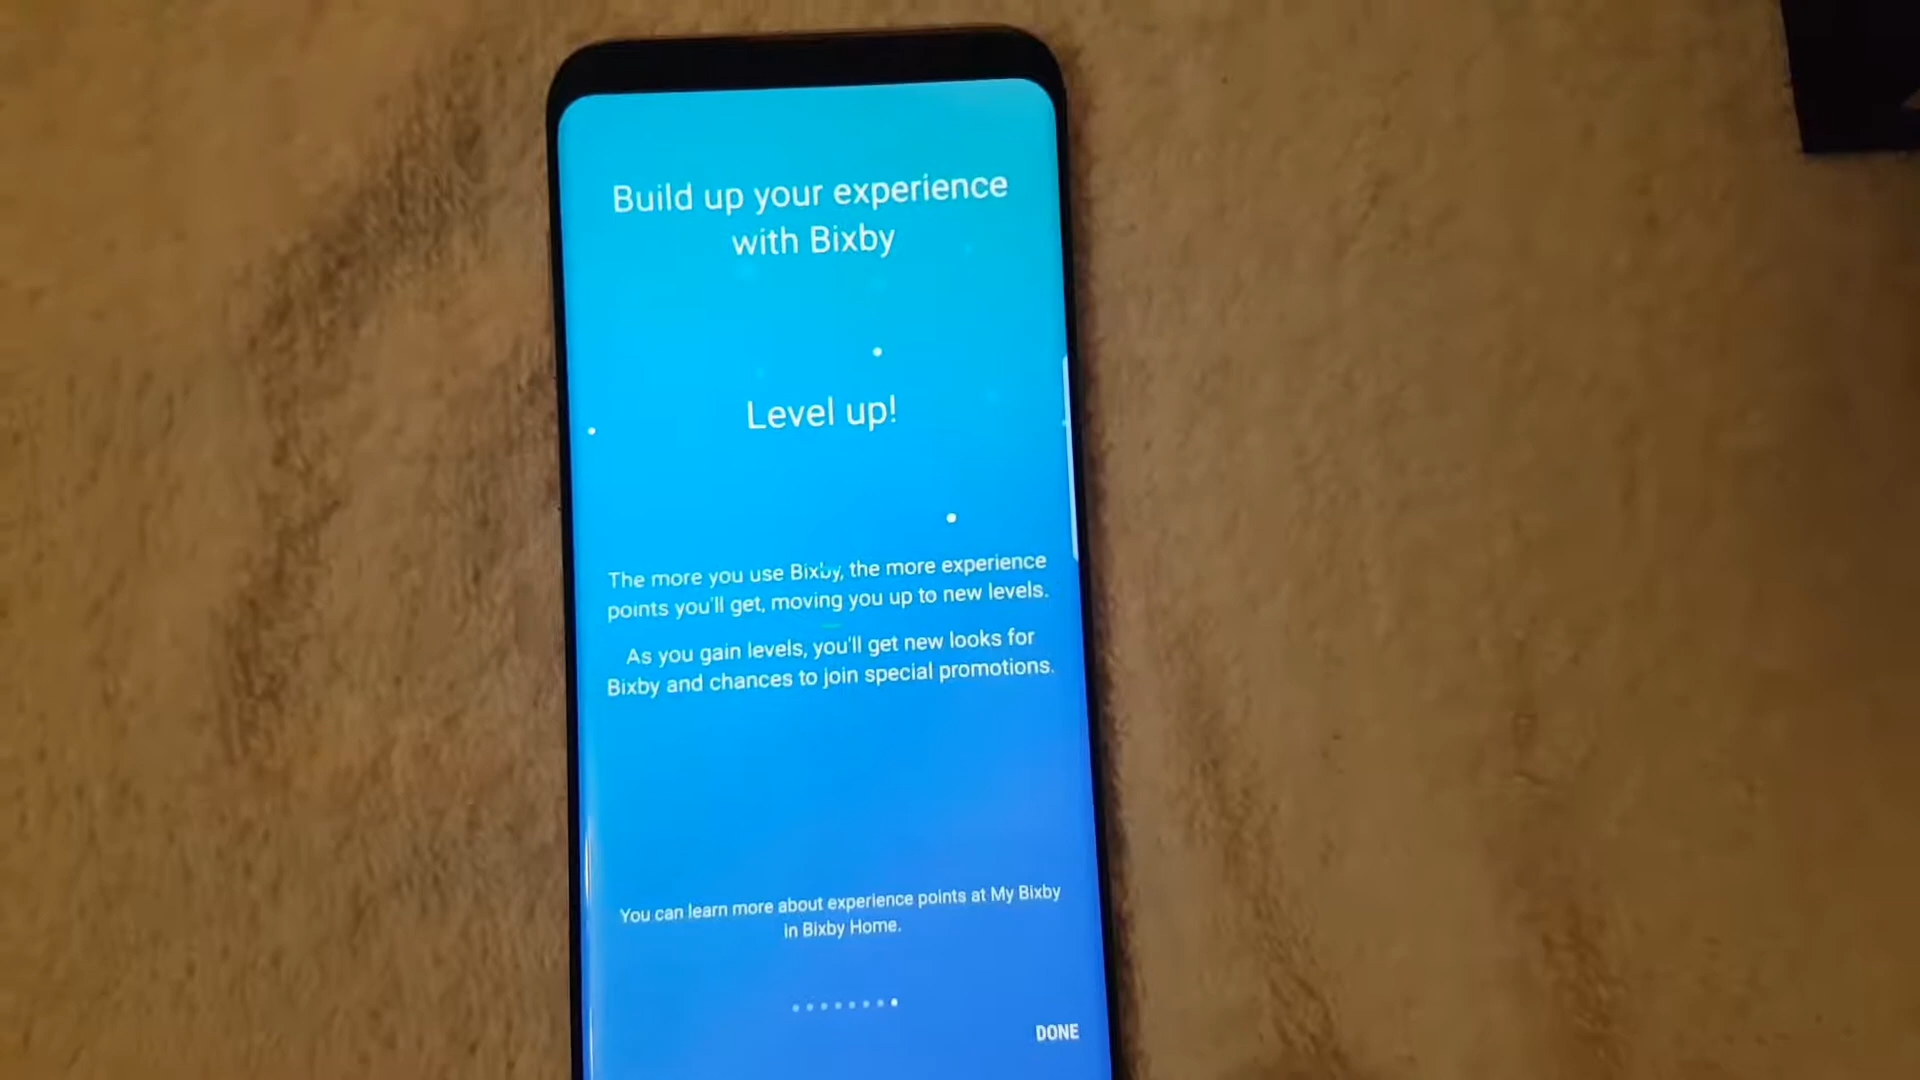 Build up your experience
with Bixby
Level up!
The more you use Bixby, the more experience
points you'll get, moving you up to new levels.
As you gain levels, you'll get new looks for
Bixby and chances to join special promotions.
You can learn more about experience points at My Bixby
in Bixby Home.
DONE